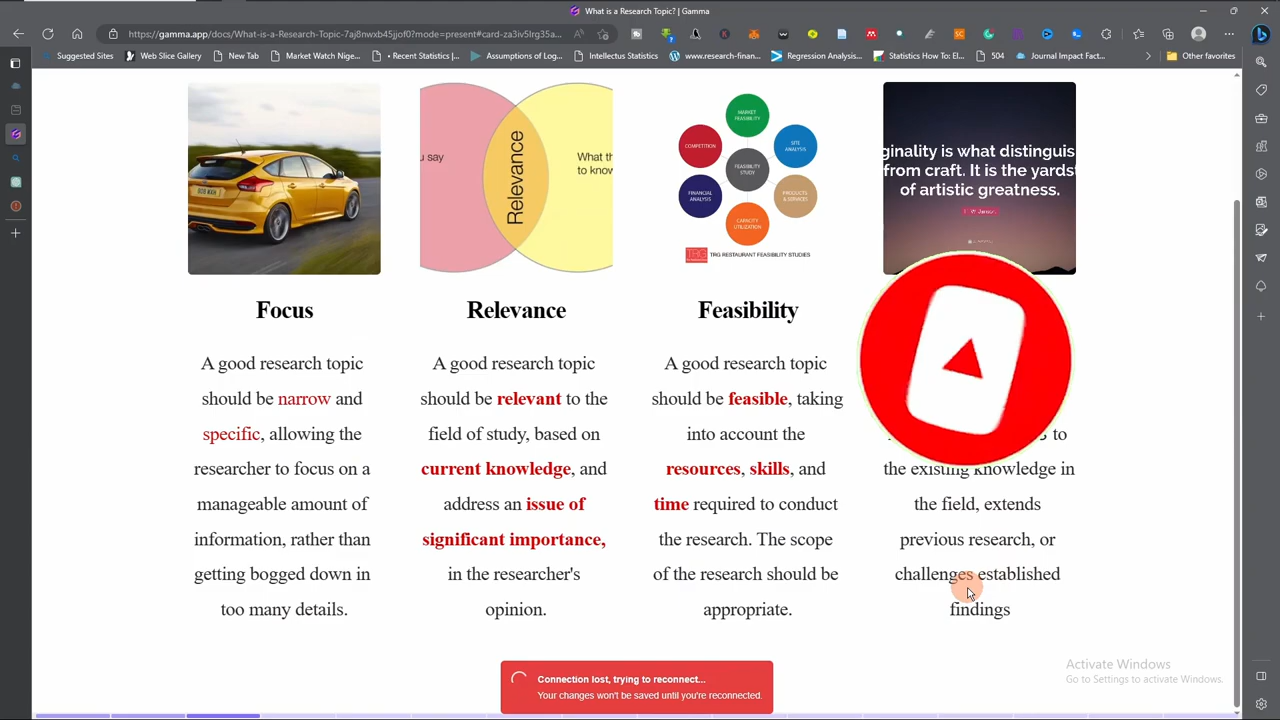 What is a Research Topic? | Gamma
https://gamma.app/docs/What-is-a-Research-Topic-7aj8nwxb45jjof0?mode=present#card-za3iv5lrg35a...
Suggested Sites
Web Slice Gallery
New Tab
Market Watch Nige...
• Recent (Statisti...
Assumptions of Log...
Intellectus Statistics
www.research-finan...
Regression Analysis...
Statistics How To: El...
504
Journal Impact Fact...
Other favorites
u say
Relevance
What th
to know
MARKET FEASIBILITY
COMPETITION
SITE ANALYSIS
FEASIBILITY STUDY
FINANCIAL ANALYSIS
PRODUCTS & SERVICES
CAPACITY UTILIZATION
TRG RESTAURANT FEASIBILITY STUDIES
ginality is what distinguis
from craft. It is the yards
of artistic greatness.
Focus
A good research topic
should be narrow and
specific, allowing the
researcher to focus on a
manageable amount of
information, rather than
getting bogged down in
too many details.
Relevance
A good research topic
should be relevant to the
field of study, based on
current knowledge, and
address an issue of
significant importance,
in the researcher's
opinion.
Feasibility
A good research topic
should be feasible, taking
into account the
resources, skills, and
time required to conduct
the research. The scope
of the research should be
appropriate.
to
the existing knowledge in
the field, extends
previous research, or
challenges established
findings
Connection lost, trying to reconnect...
Your changes won't be saved until you're reconnected.
Activate Windows
Go to Settings to activate Windows.